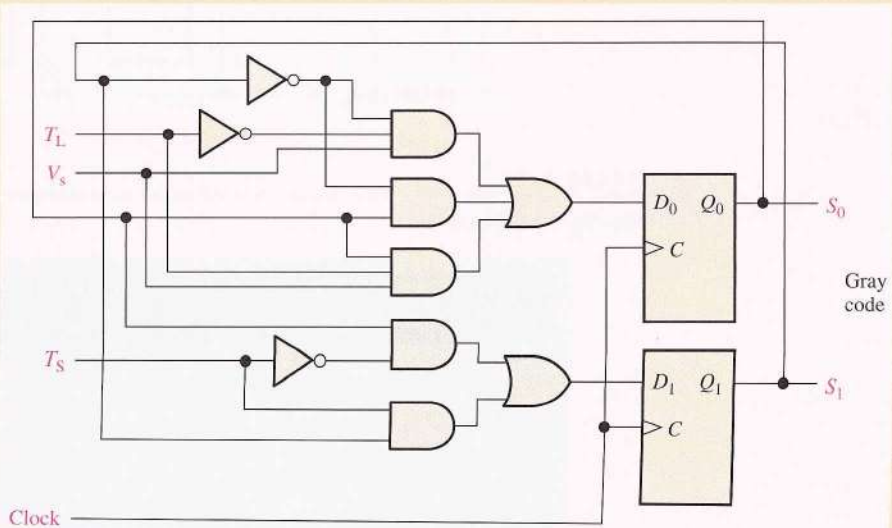 T_L
V_s
D_0 Q_0
S_0
C
Gray
code
T_S
D_1 Q_1
S_1
C
Clock